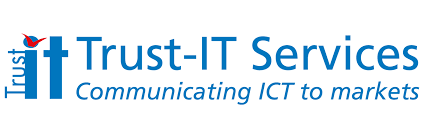 Trust it
Trust-IT Services
Communicating ICT to markets